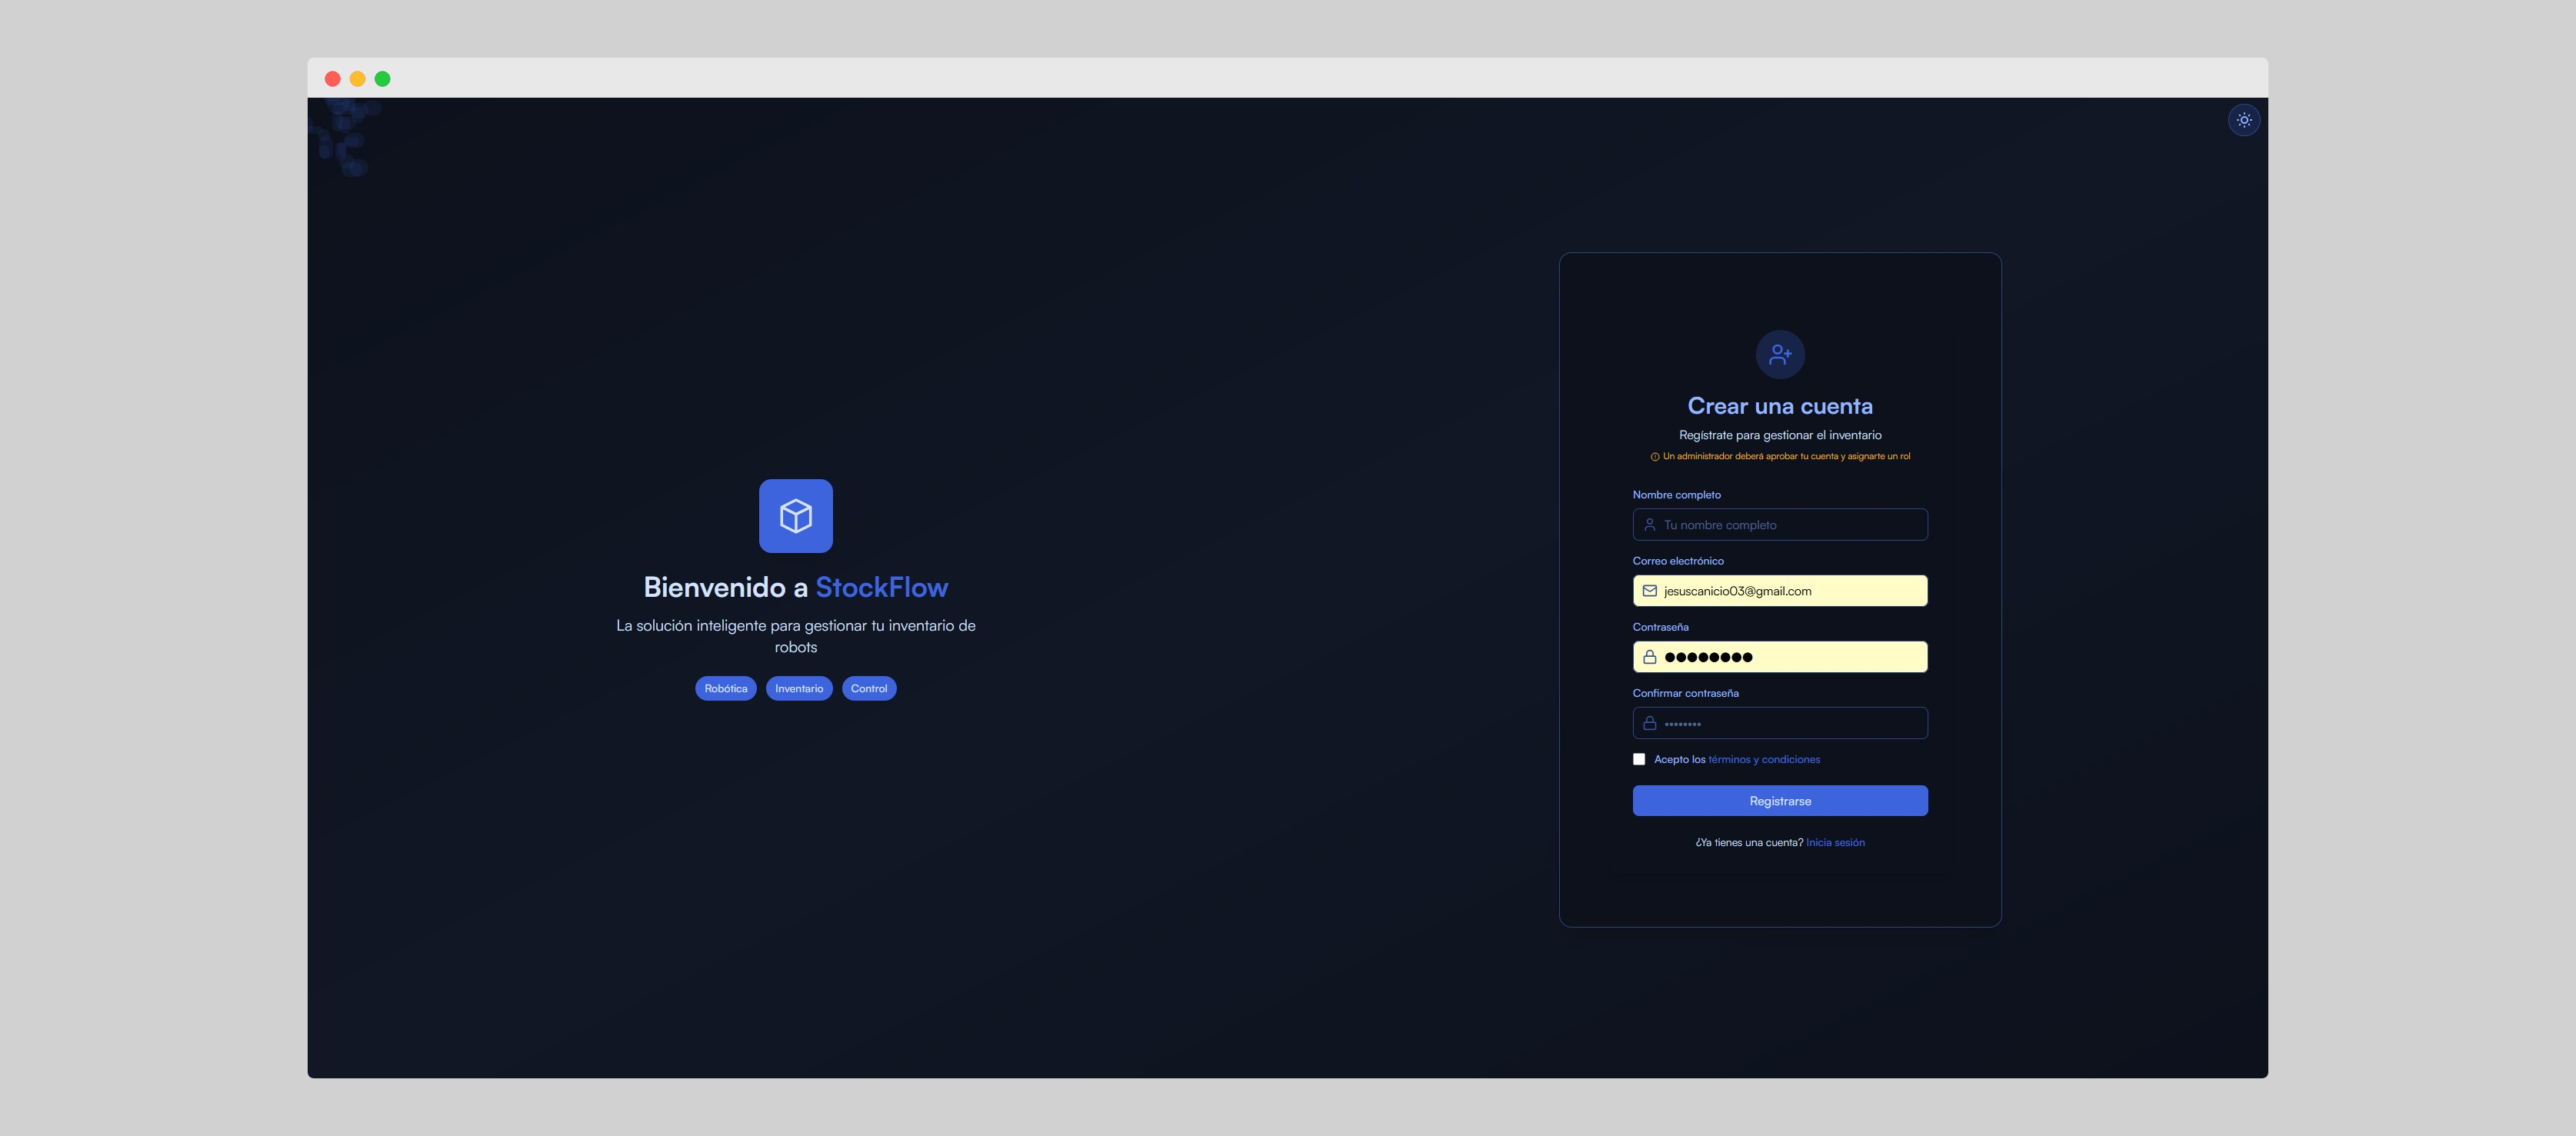 Bienvenido a StockFlow
La solución inteligente para gestionar tu inventario de
robots
Robótica Inventario Control
Crear una cuenta
Regístrate para gestionar el inventario
Un administrador deberá aprobar tu cuenta y asignarte un rol
Nombre completo
Tu nombre completo
Correo electrónico
jesuscanicio03@gmail.com
Contraseña
●●●●●●●●
Confirmar contraseña
••••••••
Acepto los términos y condiciones
Registrarse
¿Ya tienes una cuenta? Inicia sesión